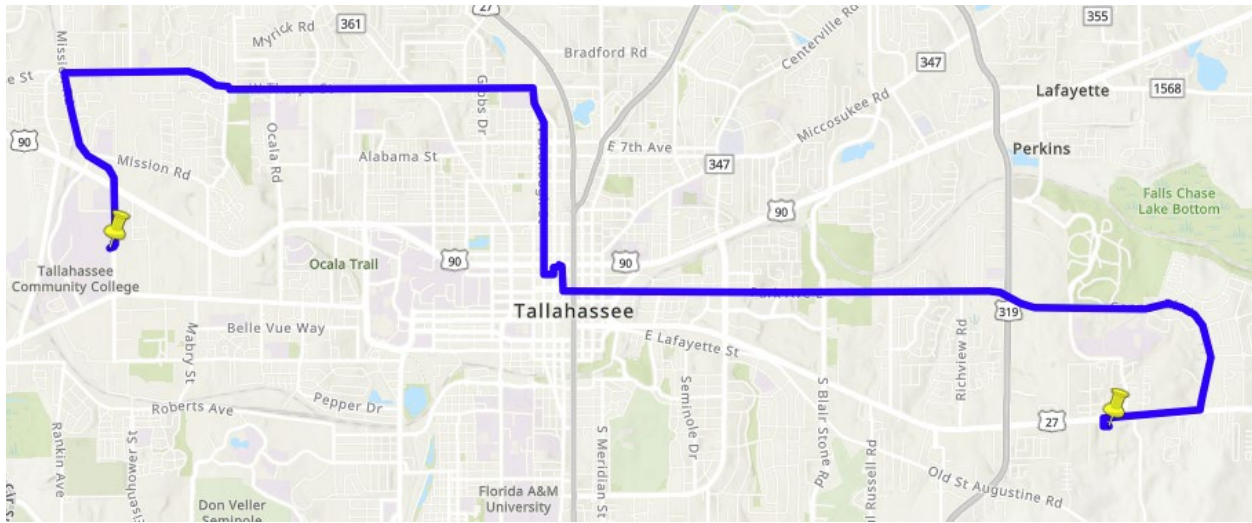 27
361
355
Myrick Rd
Bradford Rd
Centerville Rd
347
Lafayette
1568
W Tharpe St
Gibbs Dr
Miccosukee Rd
90
Ocala Rd
Mission Rd
Alabama St
E 7th Ave
347
Perkins
Falls Chase
Lake Bottom
90
Ocala Trail
90
90
Tallahassee
Community College
Park Ave E
Tallahassee
319
Belle Vue Way
Mabry St
E Lafayette St
Richview Rd
Roberts Ave
Pepper Dr
Seminole Dr
S Blair Stone Rd
27
Rankin Ave
S Meridian St
Old St Augustine Rd
Florida A&M
University
Don Veller
Seminole